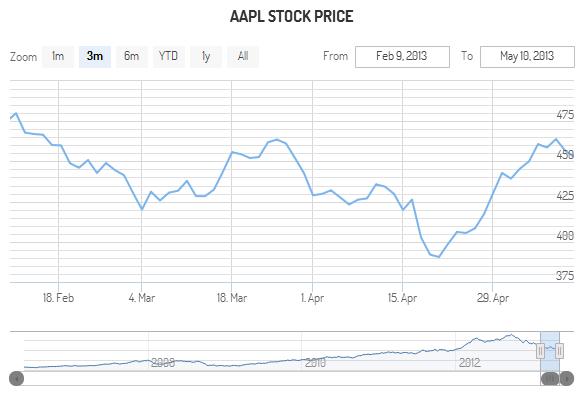 AAPL STOCK PRICE
Zoom 1m 3m 6m YTD 1y All From Feb 9, 2013 To May 10, 2013
475
450
425
400
375
18. Feb 4. Mar 18. Mar 1. Apr 15. Apr 29. Apr
2008 2010 2012